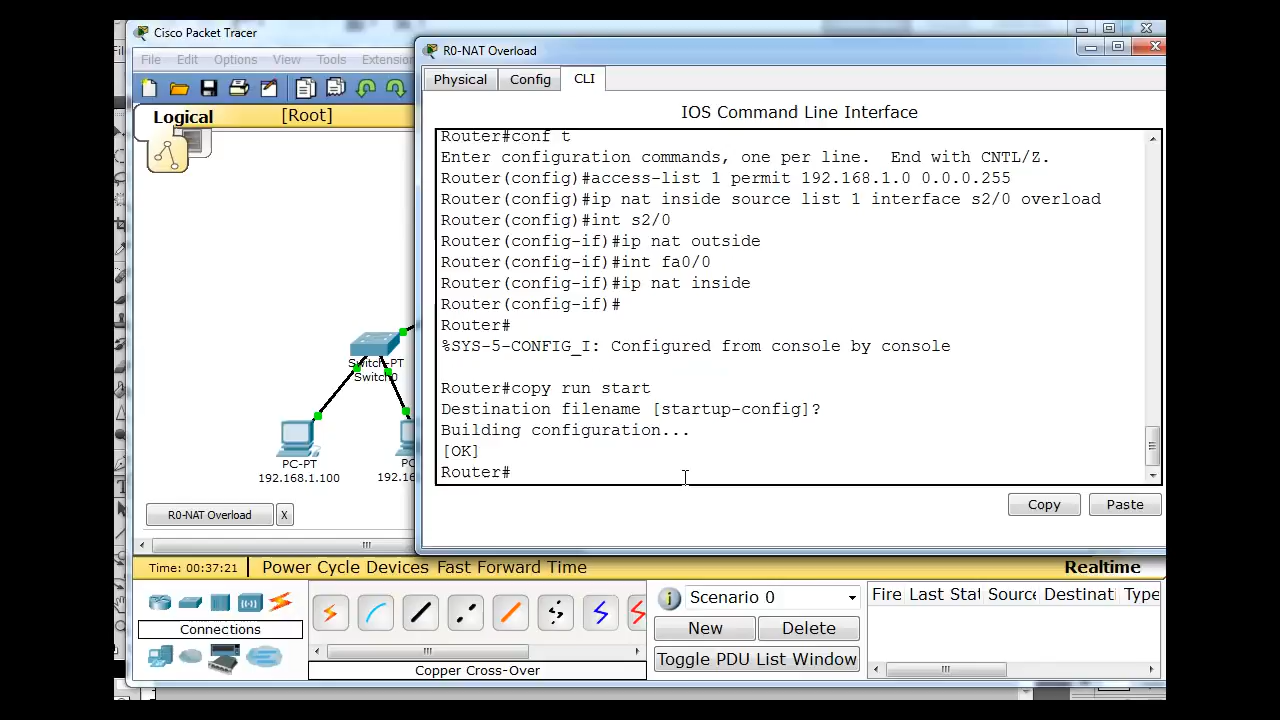 Cisco Packet Tracer
File Edit Options View Tools Extension
Logical [Root]
R0-NAT Overload
Physical Config CLI
IOS Command Line Interface
Router#conf t
Enter configuration commands, one per line.  End with CNTL/Z.
Router(config)#access-list 1 permit 192.168.1.0 0.0.0.255
Router(config)#ip nat inside source list 1 interface s2/0 overload
Router(config)#int s2/0
Router(config-if)#ip nat outside
Router(config-if)#int fa0/0
Router(config-if)#ip nat inside
Router(config-if)#
Router#
%SYS-5-CONFIG_I: Configured from console by console
Router#copy run start
Destination filename [startup-config]?
Building configuration...
[OK]
Router#
Copy Paste
Switch-PT
Switch0
PC-PT
192.168.1.100
PC
192.16
R0-NAT Overload X
Time: 00:37:21 Power Cycle Devices Fast Forward Time Realtime
Connections
Copper Cross-Over
Scenario 0
New Delete
Toggle PDU List Window
Fire Last Stat Source Destinati Type